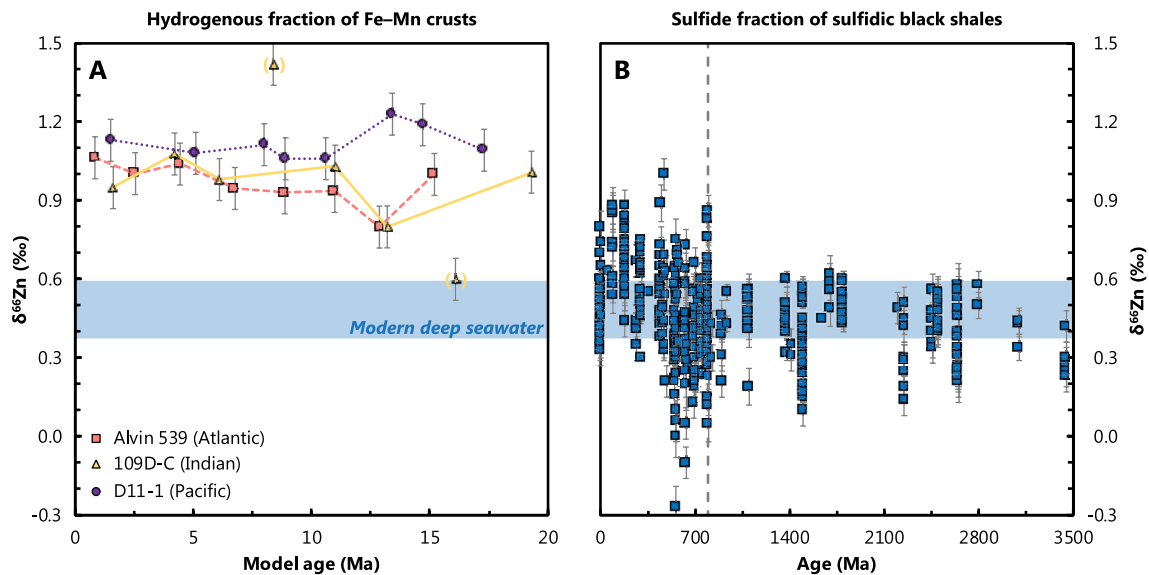 Hydrogenous fraction of Fe–Mn crusts
A
1.5
1.2
0.9
0.6
0.3
0.0
-0.3
δ⁶⁶Zn (‰)
Modern deep seawater
Alvin 539 (Atlantic)
109D-C (Indian)
D11-1 (Pacific)
0 5 10 15 20
Model age (Ma)
Sulfide fraction of sulfidic black shales
B
1.5
1.2
0.9
0.6
0.3
0.0
-0.3
δ⁶⁶Zn (‰)
0 700 1400 2100 2800 3500
Age (Ma)